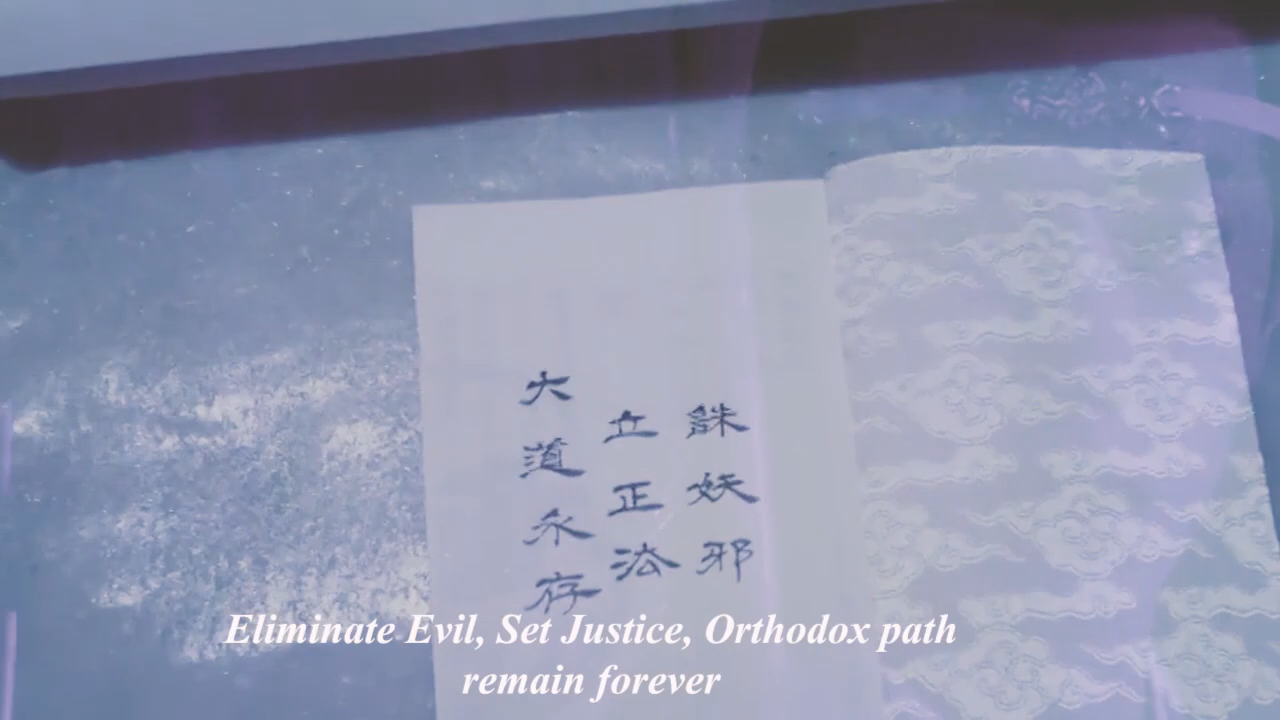 誅妖邪
立正法
大道永存
Eliminate Evil, Set Justice, Orthodox path
remain forever